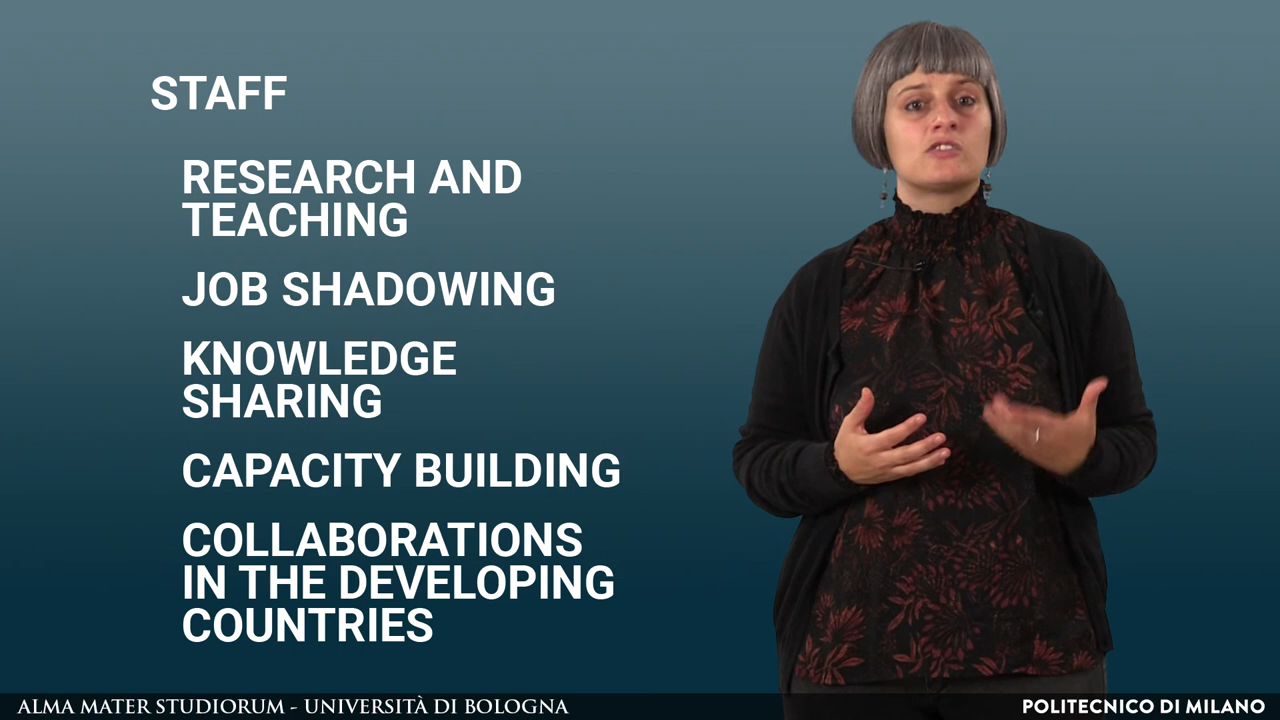 STAFF
RESEARCH AND
TEACHING
JOB SHADOWING
KNOWLEDGE
SHARING
CAPACITY BUILDING
COLLABORATIONS
IN THE DEVELOPING
COUNTRIES
ALMA MATER STUDIORUM - UNIVERSITÀ DI BOLOGNA
POLITECNICO DI MILANO